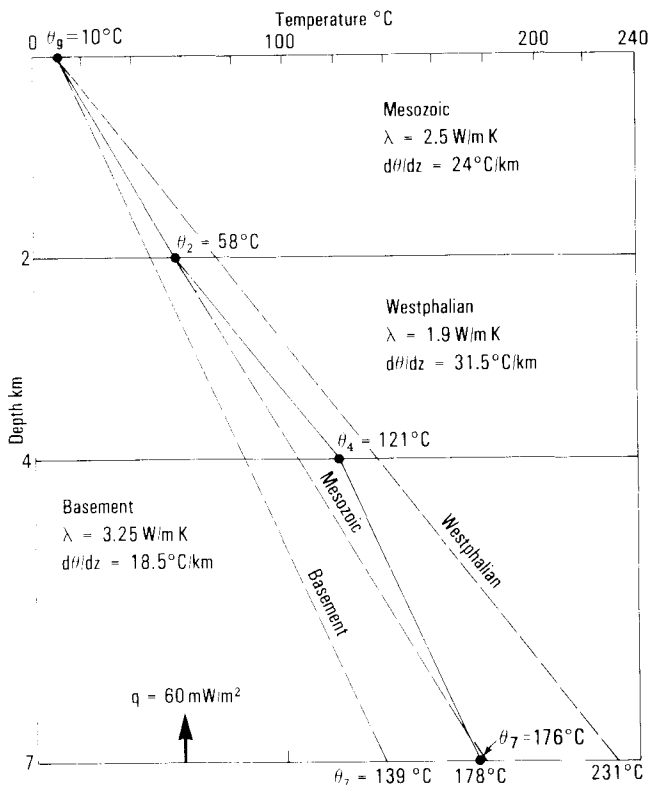 Temperature °C
0 θg = 10°C 100 200 240
Mesozoic
λ = 2.5 W/m K
dθ/dz = 24°C/km
θ2 = 58°C
2
Westphalian
λ = 1.9 W/m K
dθ/dz = 31.5°C/km
Depth km
θ4 = 121°C
4
Basement
λ = 3.25 W/m K
dθ/dz = 18.5°C/km
Mesozoic
Westphalian
Basement
q = 60 mW/m²
θ7 = 176°C
7
θ7 = 139 °C 178°C 231°C